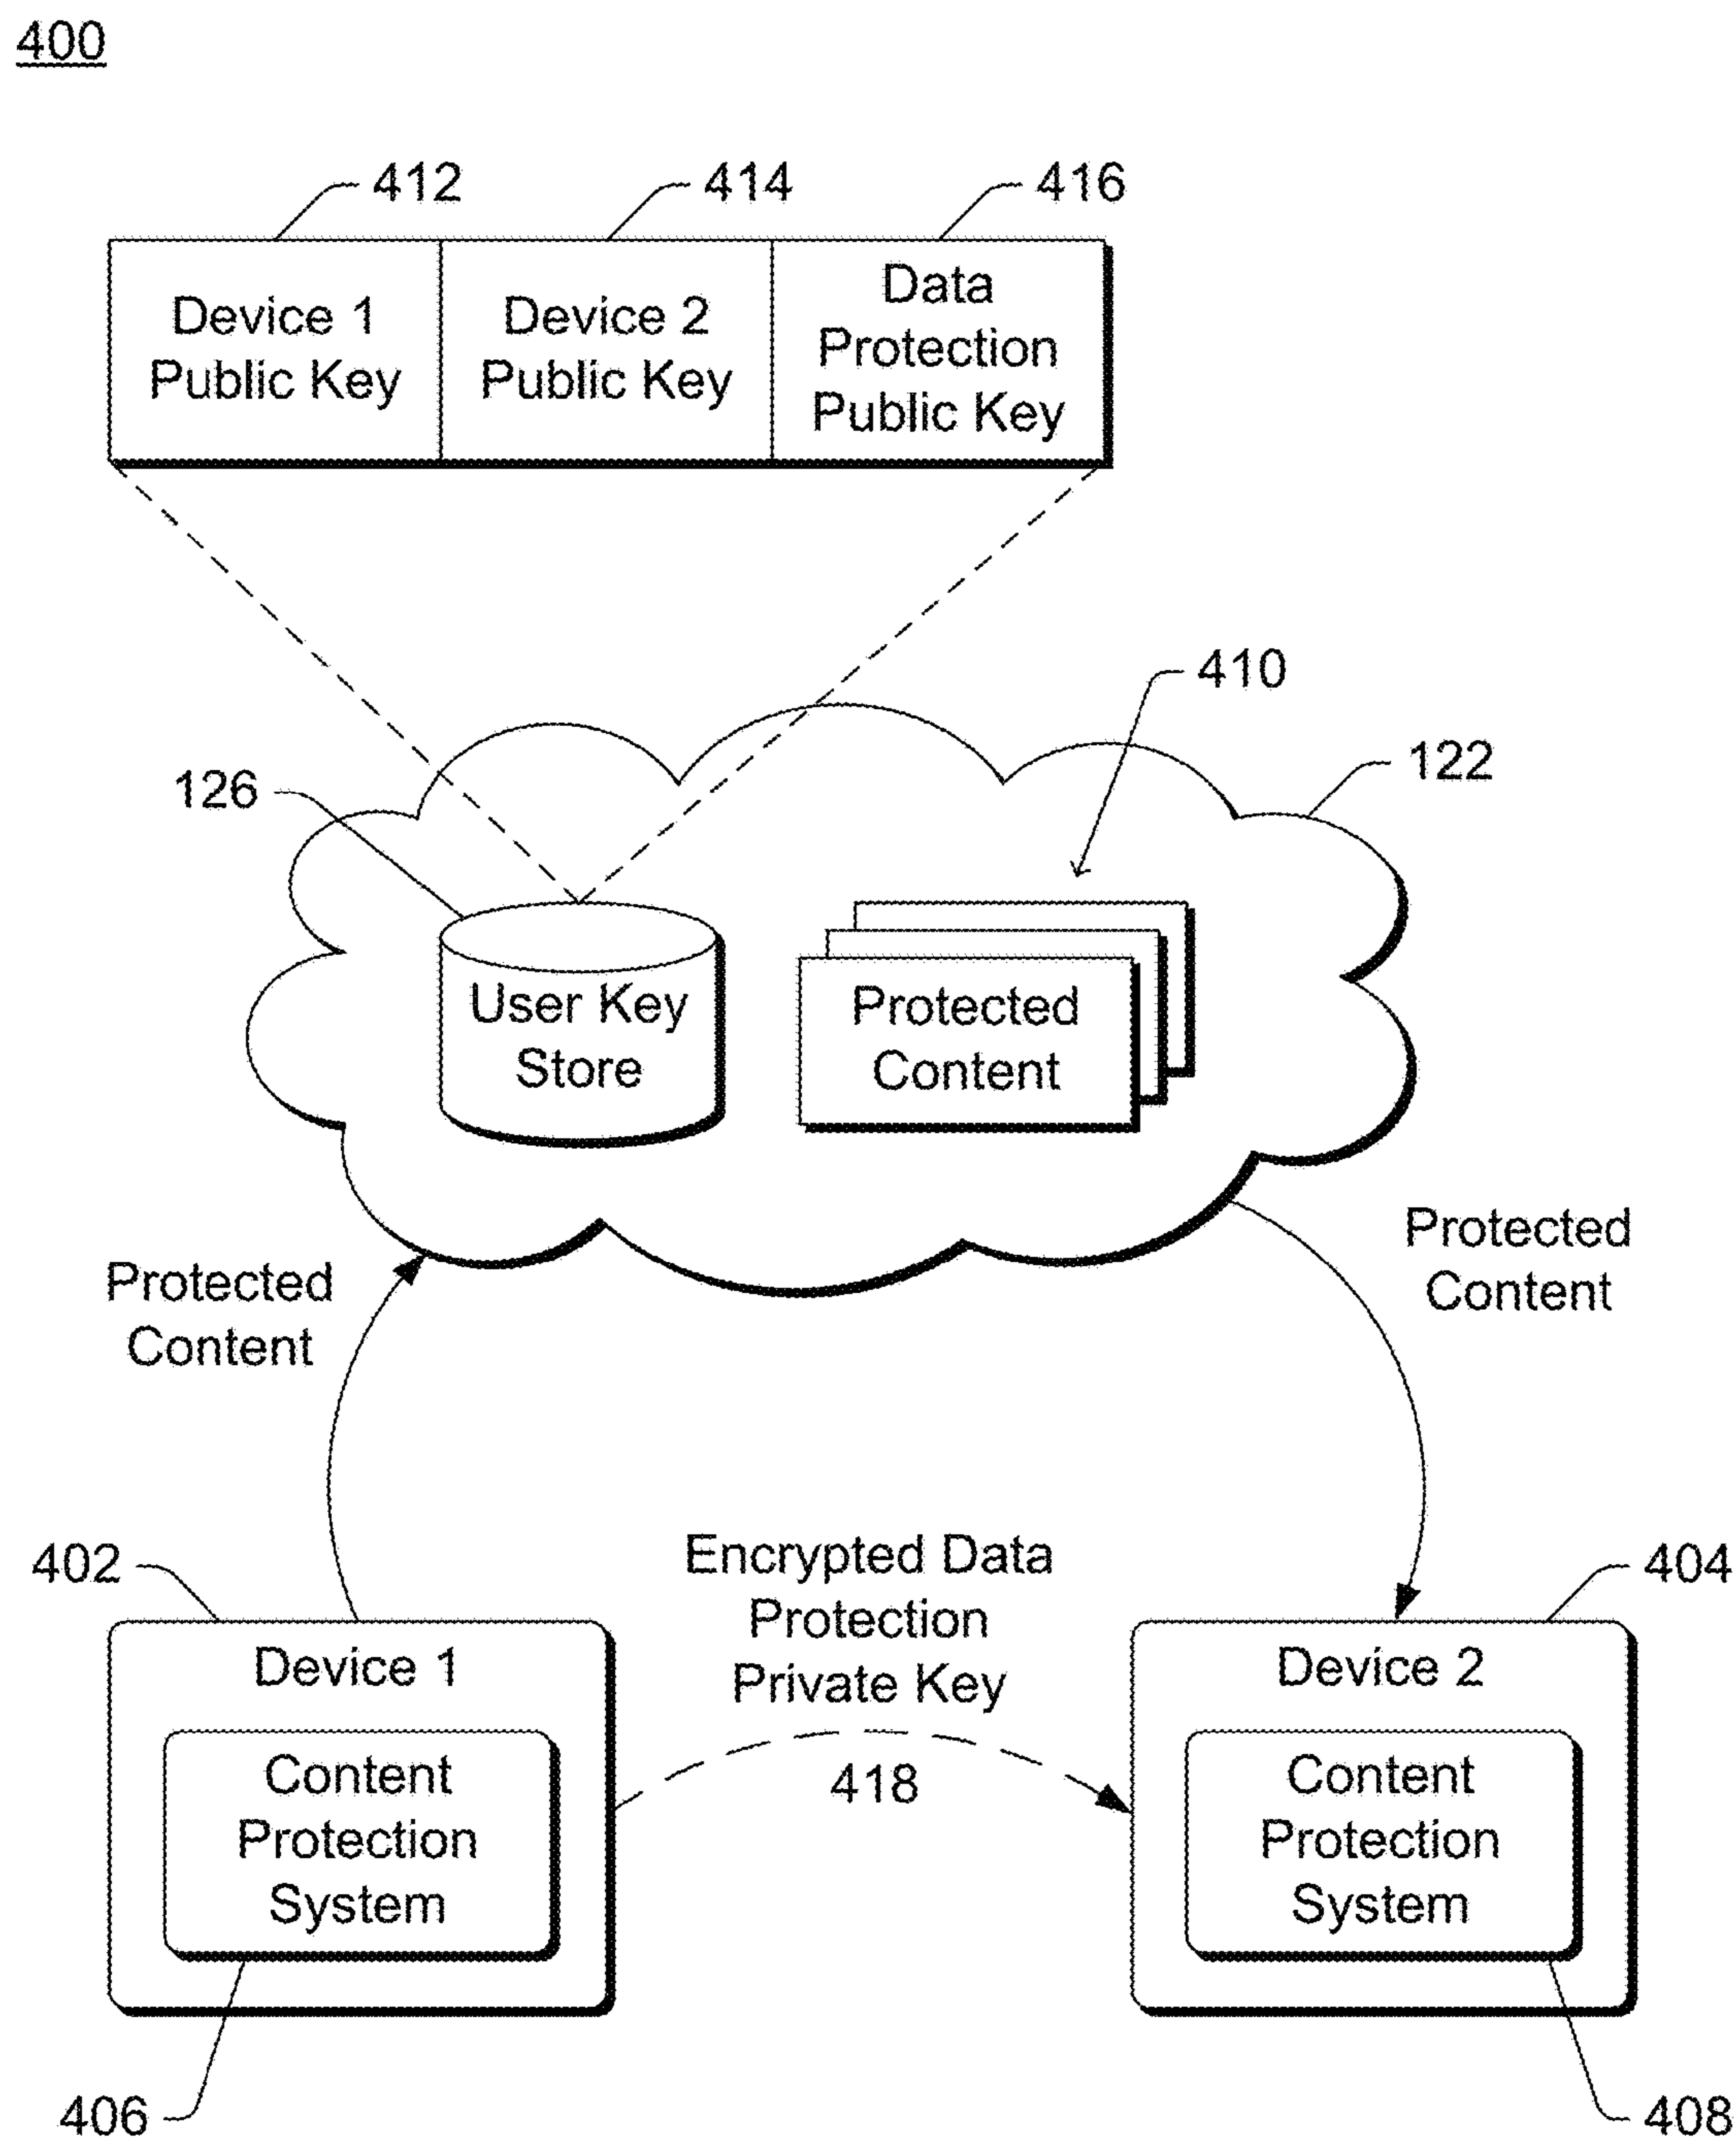 400
412
414
416
Device 1
Public Key
Device 2
Public Key
Data
Protection
Public Key
410
122
126
User Key
Store
Protected
Content
Protected
Content
Protected
Content
402
Encrypted Data
Protection
Private Key
404
Device 1
Device 2
418
Content
Protection
System
Content
Protection
System
406
408